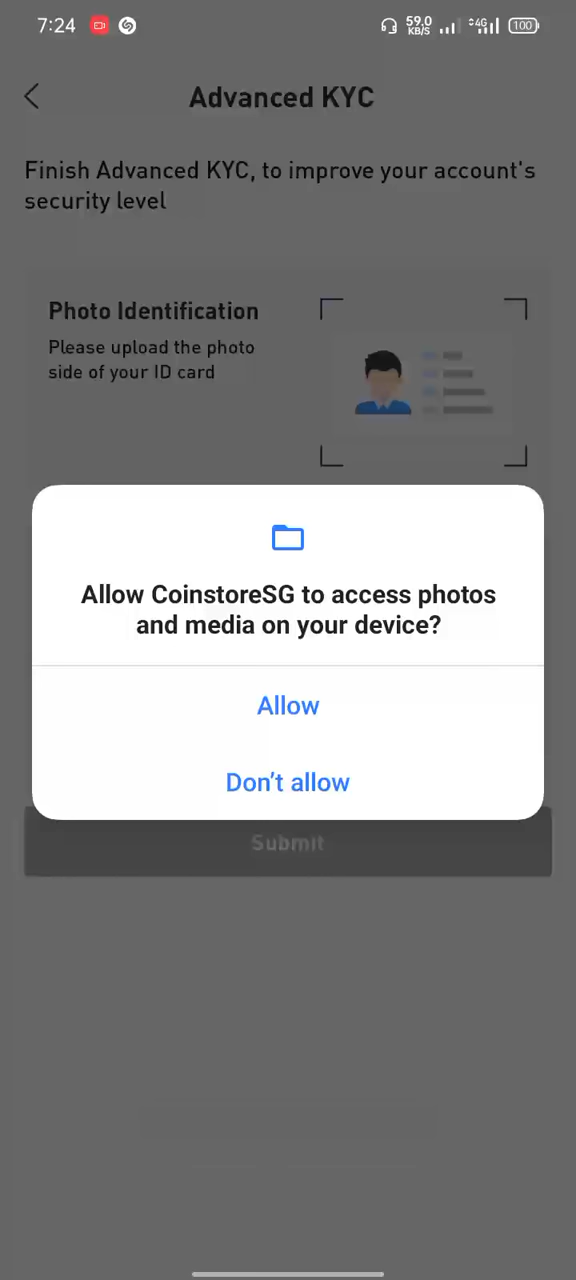 7:24
59.0
KB/S
4G
100
Advanced KYC
Finish Advanced KYC, to improve your account's
security level
Photo Identification
Please upload the photo
side of your ID card
Allow CoinstoreSG to access photos
and media on your device?
Allow
Don’t allow
Submit